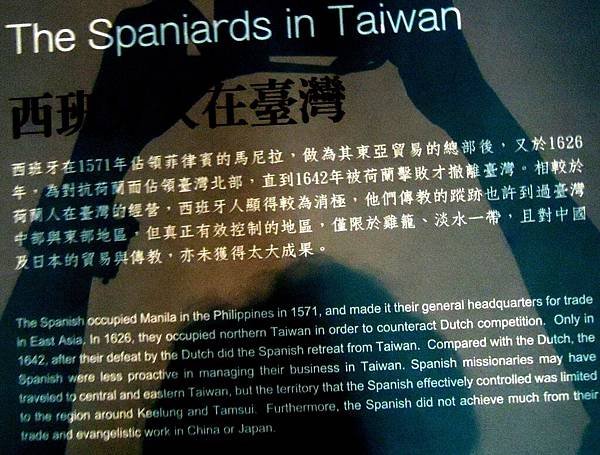 The Spaniards in Taiwan
西班牙人在臺灣
西班牙在1571年佔領菲律賓的馬尼拉，做為其東亞貿易的總部後，又於1626
年，為對抗荷蘭而佔領臺灣北部，直到1642年被荷蘭擊敗才撤離臺灣。相較於
荷蘭人在臺灣的經營，西班牙人顯得較為消極，他們傳教的蹤跡也許到過臺灣
中部與東部地區，但真正有效控制的地區，僅限於雞籠、淡水一帶，且對中國
及日本的貿易與傳教，亦未獲得太大成果。
The Spanish occupied Manila in the Philippines in 1571, and made it their general headquarters for trade
in East Asia. In 1626, they occupied northern Taiwan in order to counteract Dutch competition. Only in
1642, after their defeat by the Dutch did the Spanish retreat from Taiwan. Compared with the Dutch, the
Spanish were less proactive in managing their business in Taiwan. Spanish missionaries may have
traveled to central and eastern Taiwan, but the territory that the Spanish effectively controlled was limited
to the region around Keelung and Tamsui. Furthermore, the Spanish did not achieve much from their
trade and evangelistic work in China or Japan.